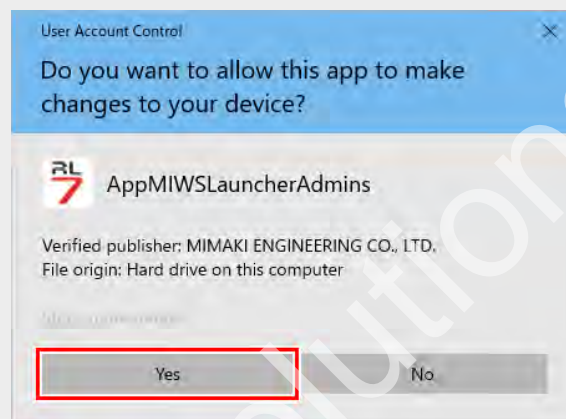 User Account Control
Do you want to allow this app to make
changes to your device?
RL
7
AppMIWSLauncherAdmins
Verified publisher: MIMAKI ENGINEERING CO., LTD.
File origin: Hard drive on this computer
Yes
No